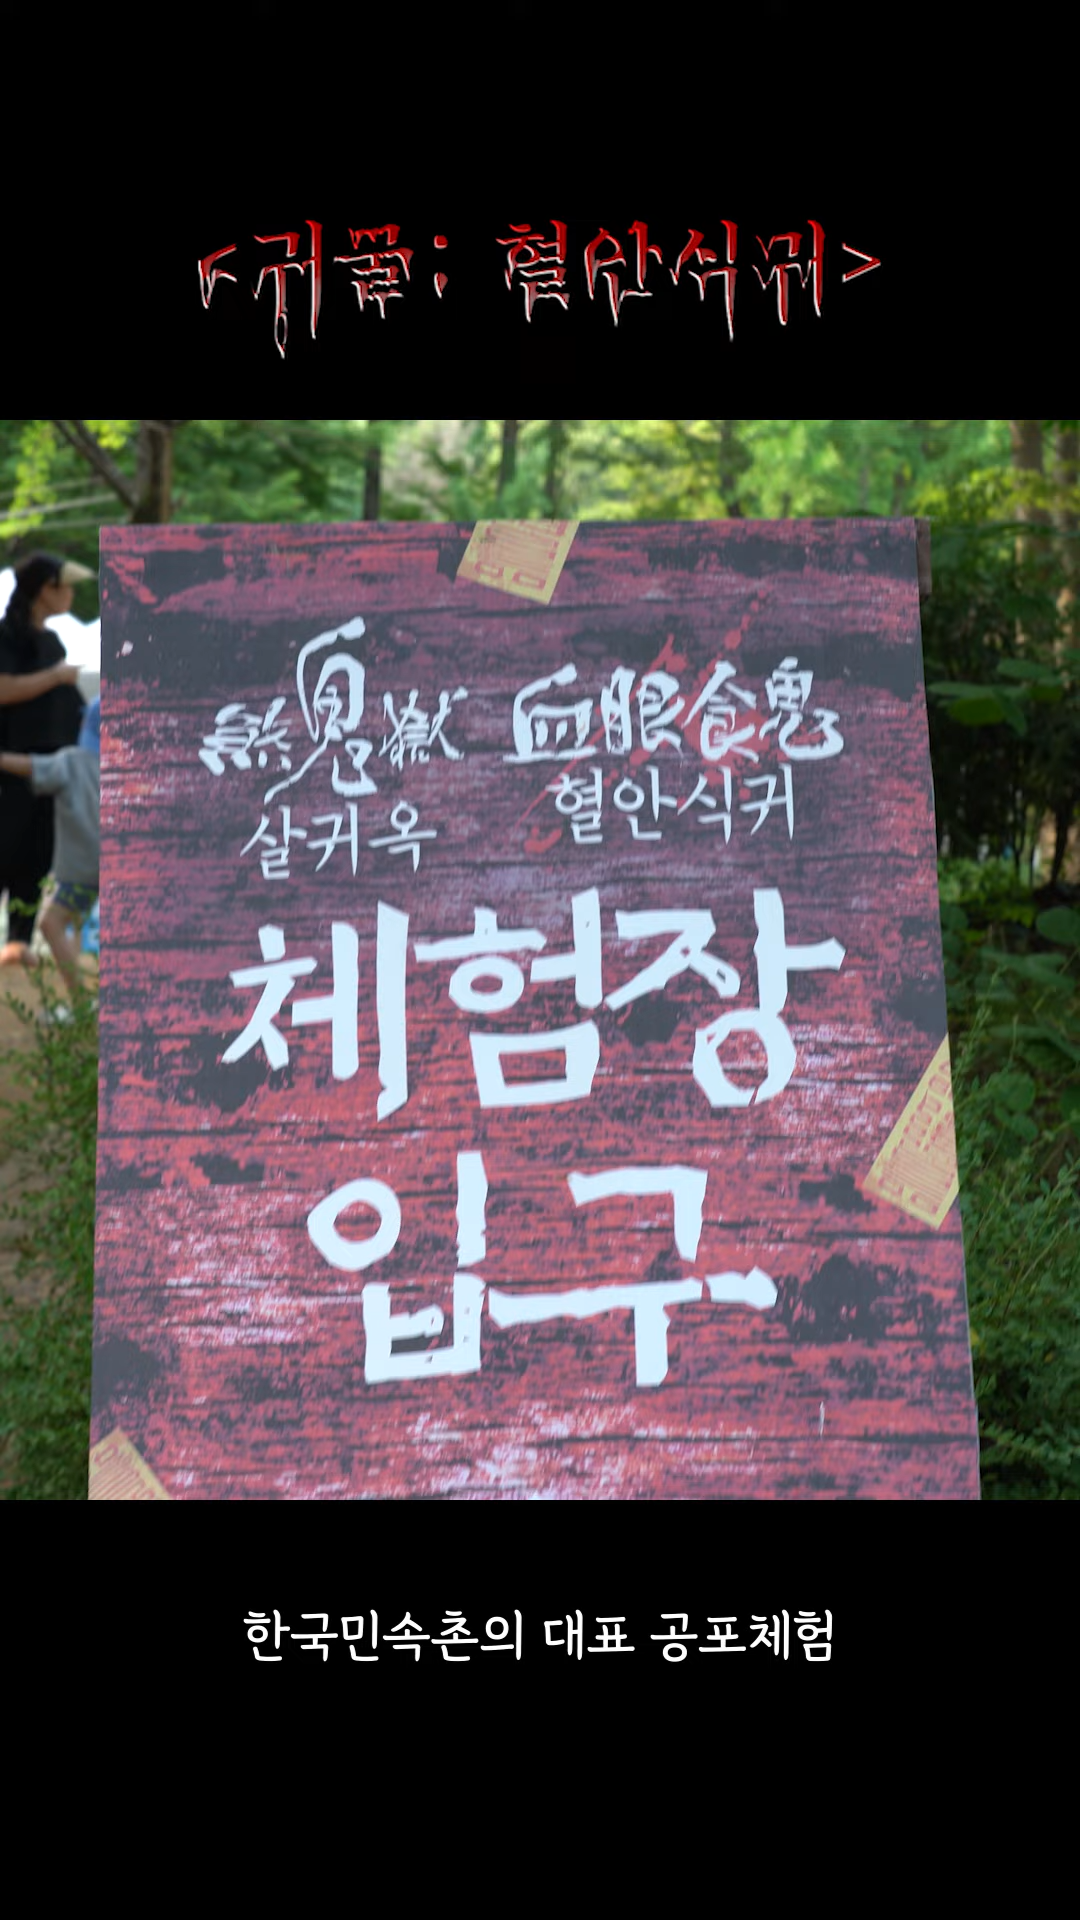 <귀굴: 혈안식귀>
煞鬼獄 血眼食鬼
살귀옥 혈안식귀
체험장
입구
한국민속촌의 대표 공포체험